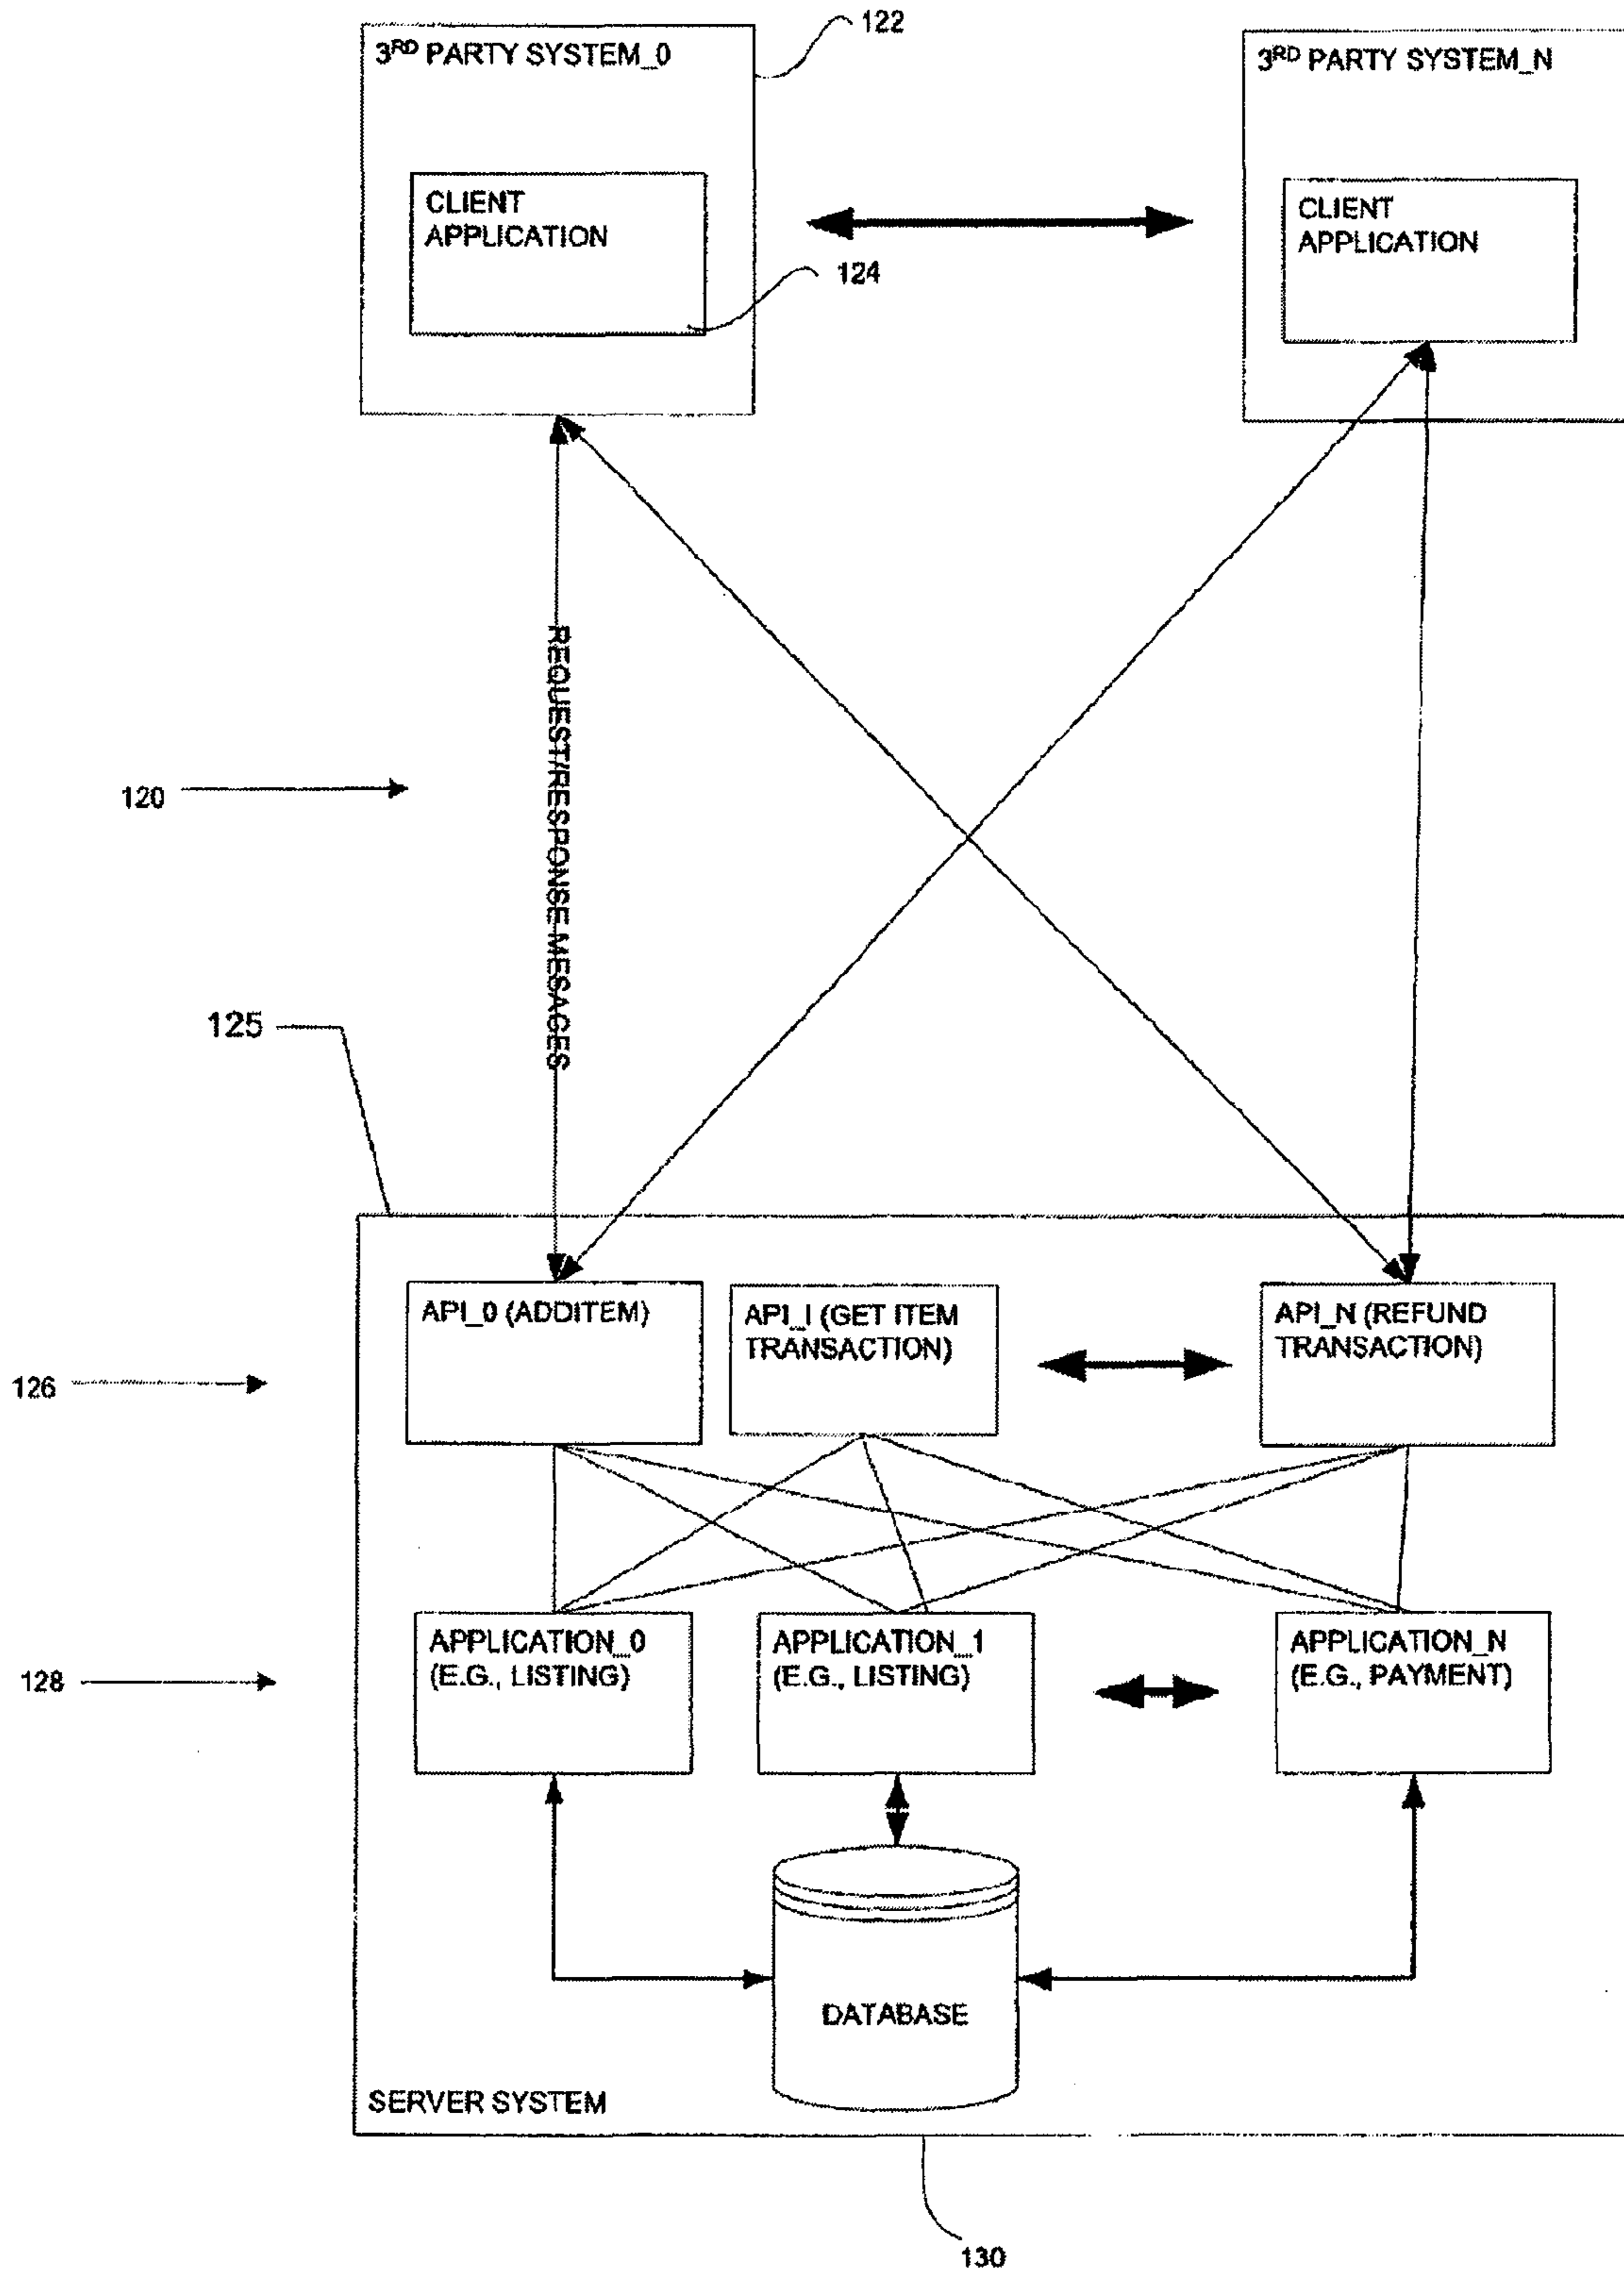 122
3RD PARTY SYSTEM_0
3RD PARTY SYSTEM_N
CLIENT
APPLICATION
CLIENT
APPLICATION
124
REQUEST/RESPONSE MESAGES
120
125
API_0 (ADDITEM)
API_I (GET ITEM
TRANSACTION)
API_N (REFUND
TRANSACTION)
126
APPLICATION_0
(E.G., LISTING)
APPLICATION_1
(E.G., LISTING)
APPLICATION_N
(E.G., PAYMENT)
128
DATABASE
SERVER SYSTEM
130